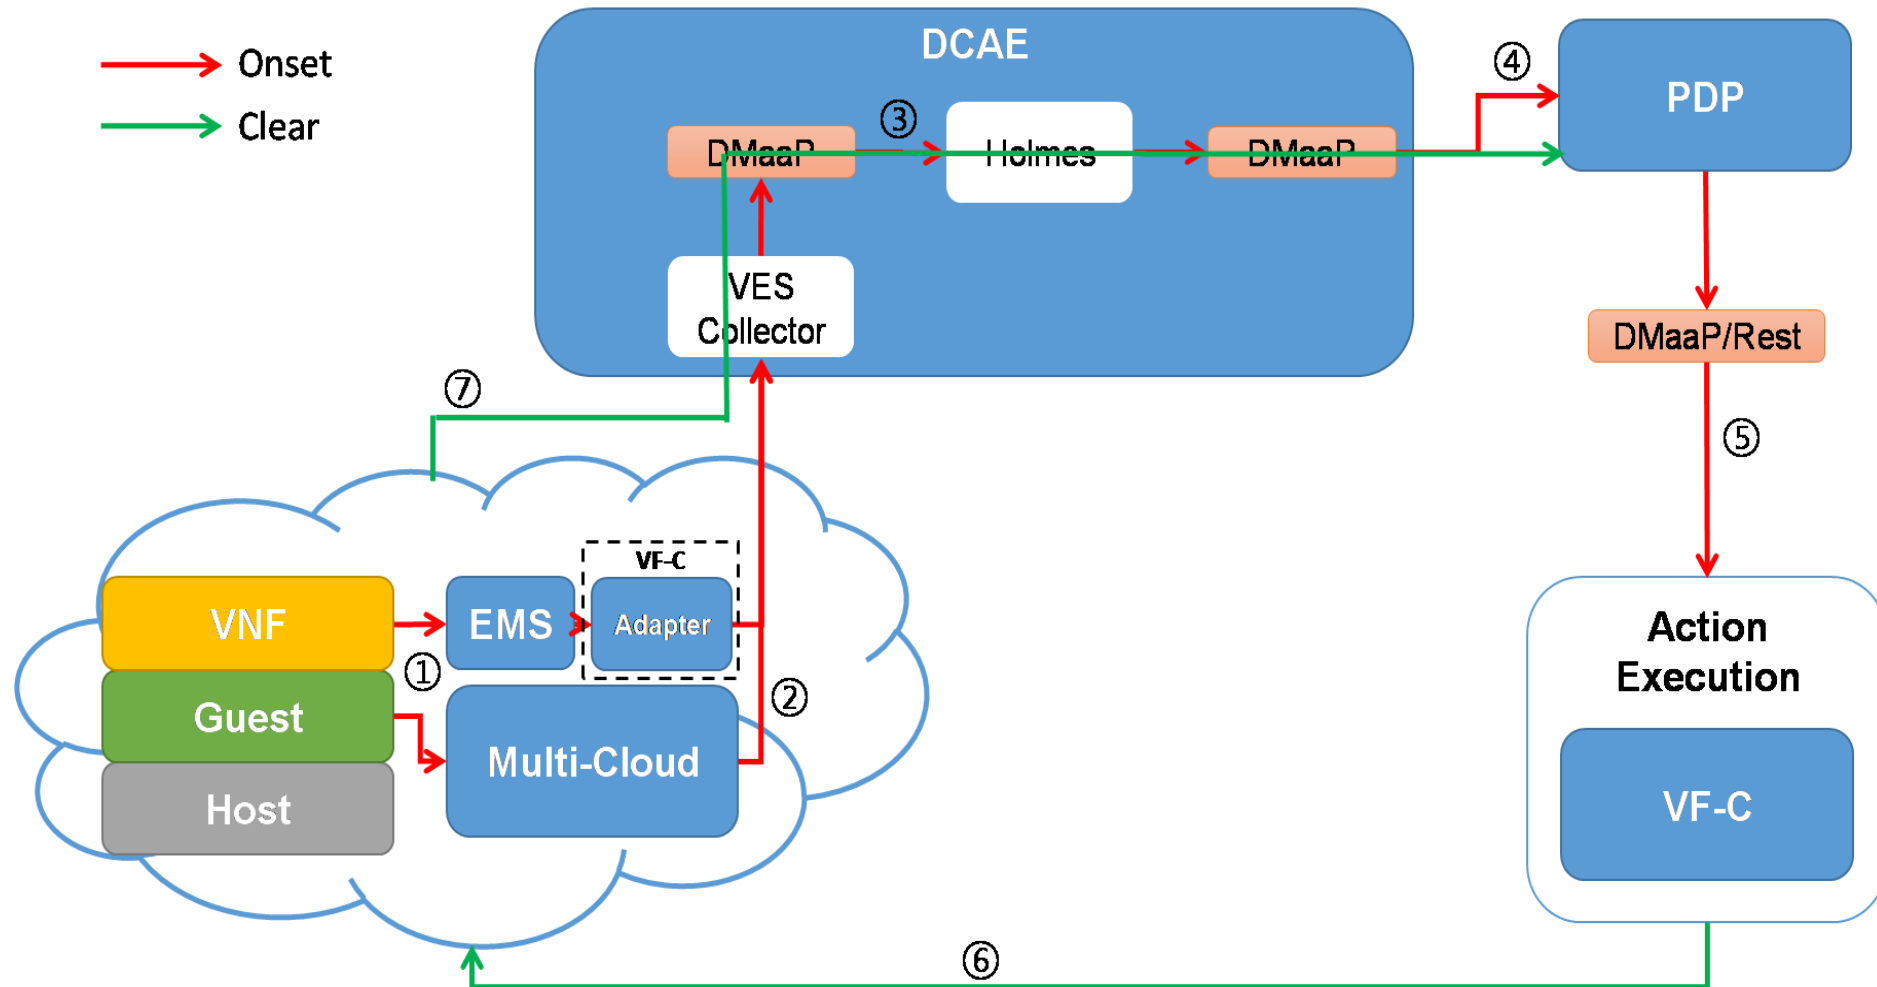 Onset
Clear
DCAE
DMaaP
③
Holmes
DMaaP
④
PDP
VES
Collector
DMaaP/Rest
⑦
⑤
VF-C
VNF
EMS
Adapter
①
②
Guest
Multi-Cloud
Host
Action
Execution
VF-C
⑥